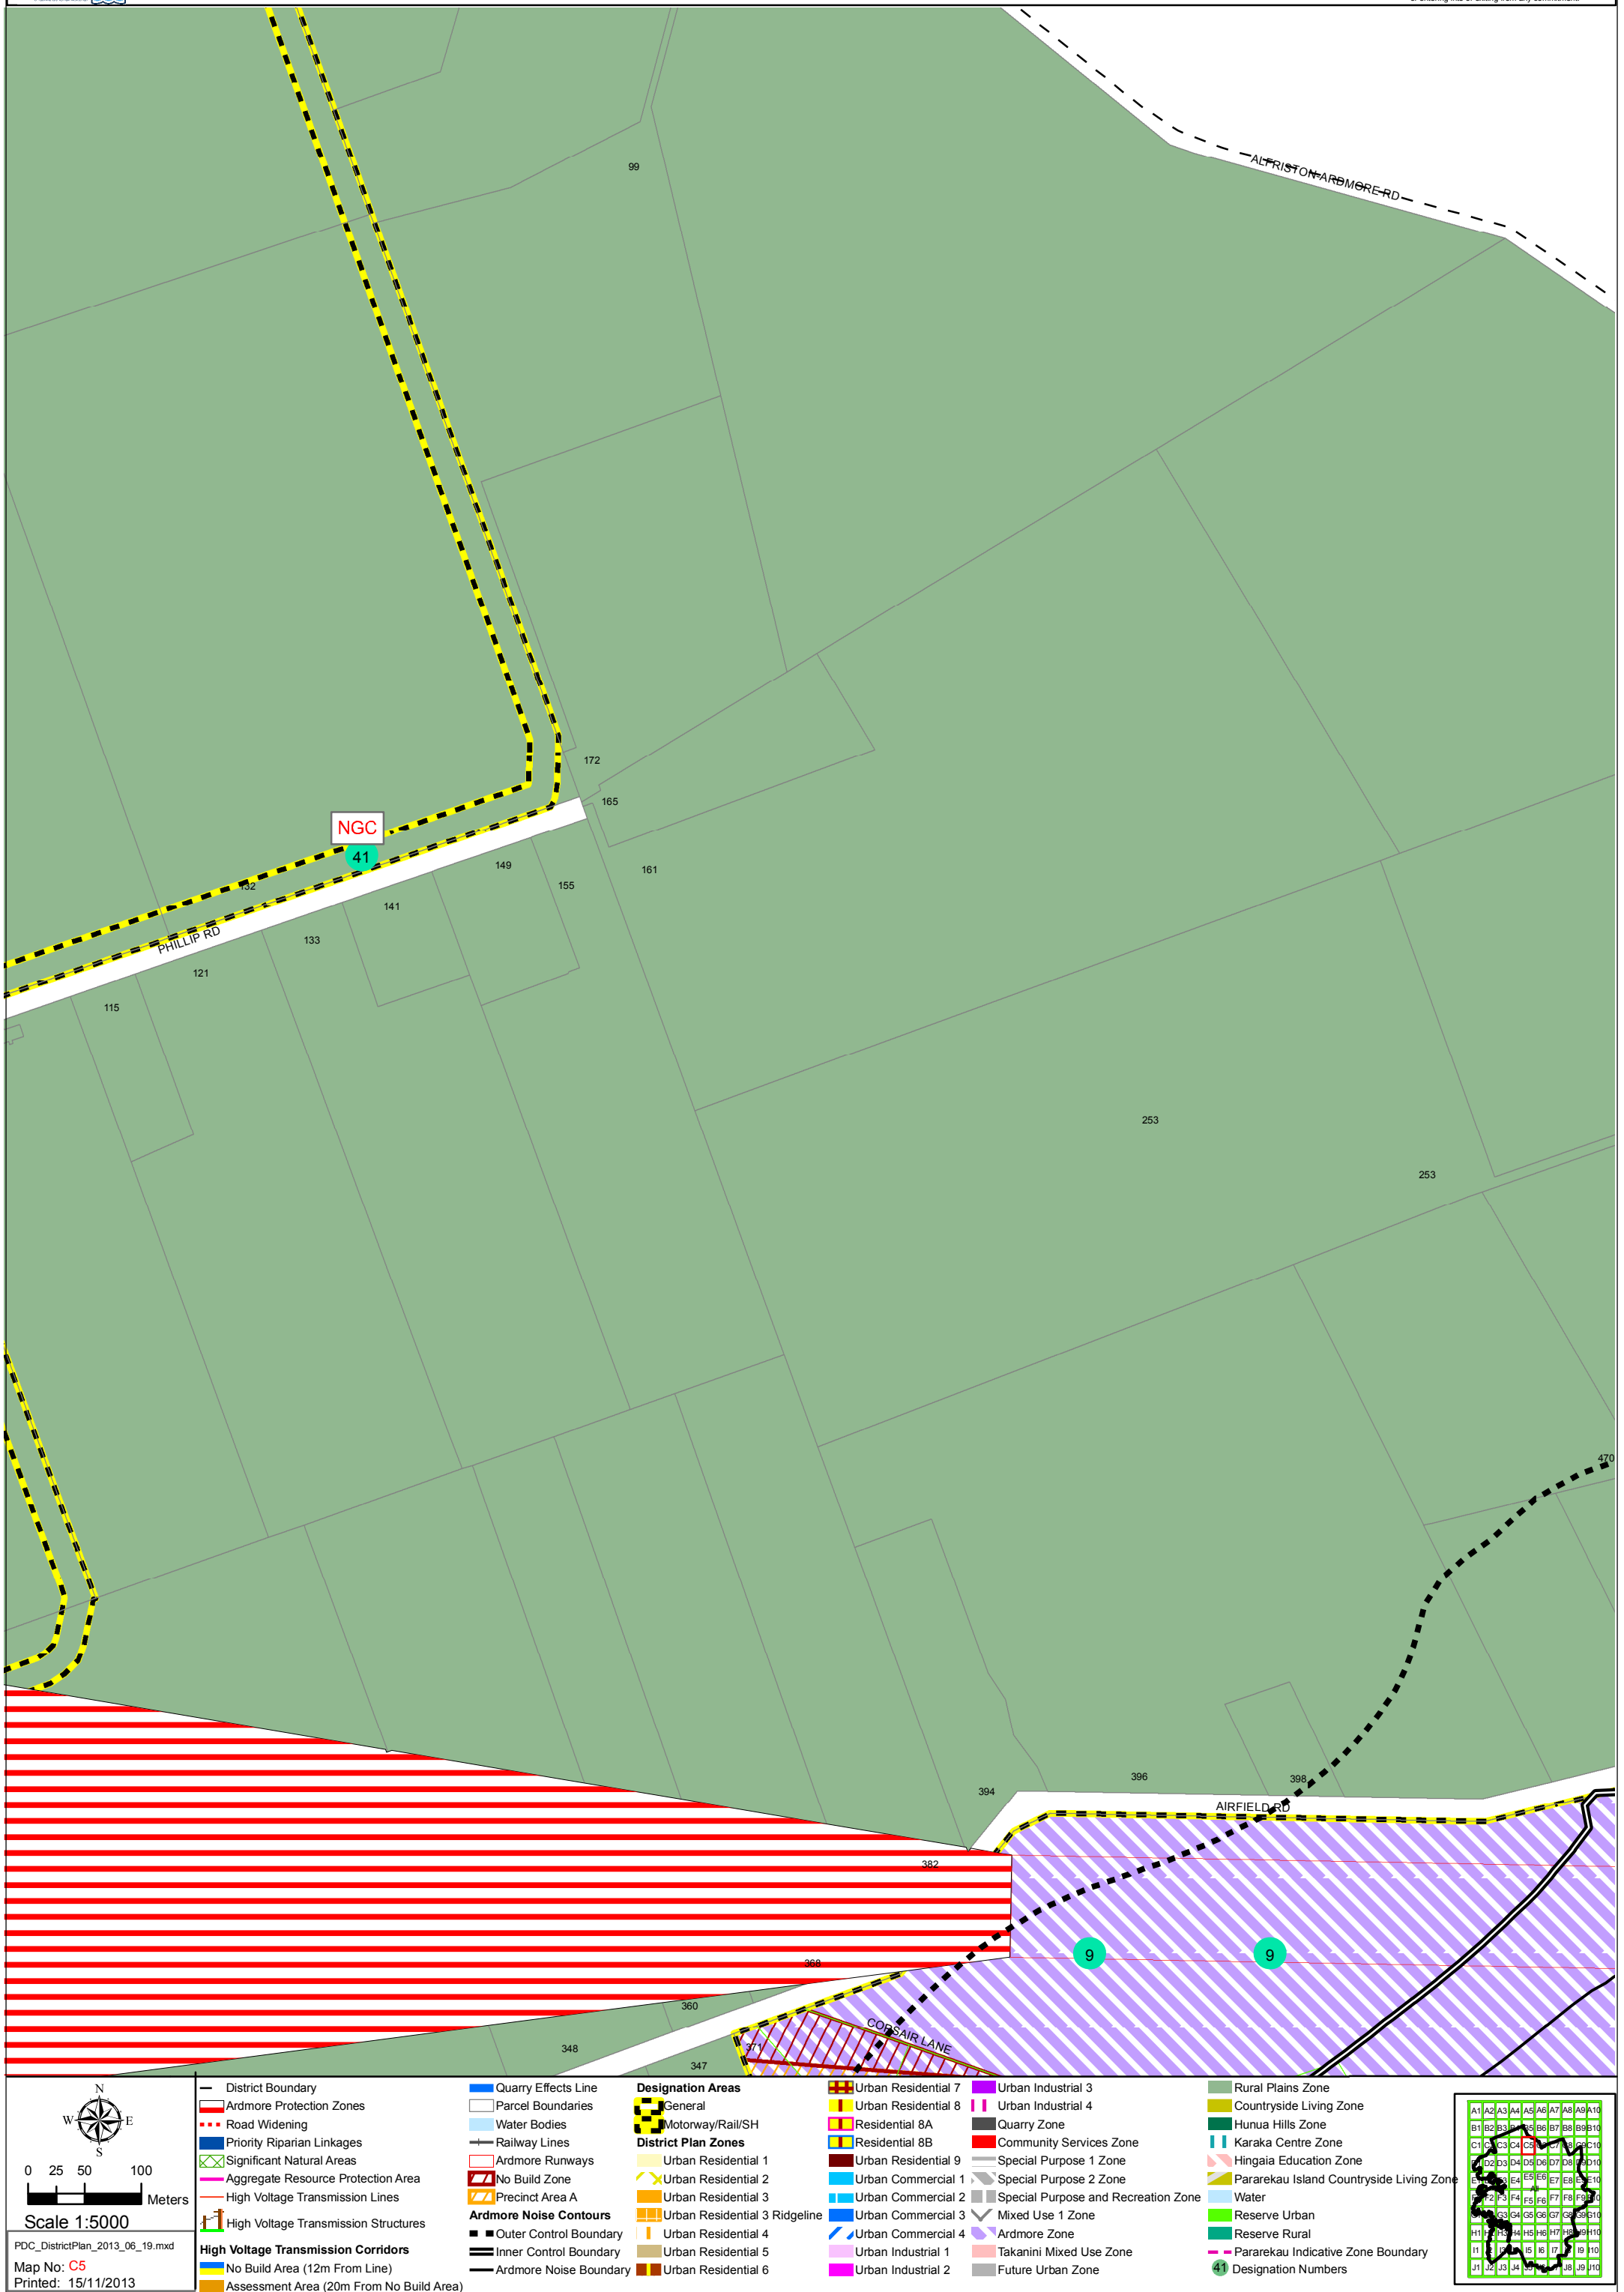 99
ALFRISTON-ARDMORE RD
172
165
NGC
41
149
161
132
155
141
PHILLIP RD
133
121
115
253
253
470
394
396
398
AIRFIELD RD
382
9
9
368
360
CORSAIR LANE
371
348
347
N
W E
S
0 25 50 100
Meters
Scale 1:5000
PDC_DistrictPlan_2013_06_19.mxd
Map No: C5
Printed: 15/11/2013
District Boundary
Ardmore Protection Zones
Road Widening
Priority Riparian Linkages
Significant Natural Areas
Aggregate Resource Protection Area
High Voltage Transmission Lines
High Voltage Transmission Structures
High Voltage Transmission Corridors
No Build Area (12m From Line)
Assessment Area (20m From No Build Area)
Quarry Effects Line
Parcel Boundaries
Water Bodies
Railway Lines
Ardmore Runways
No Build Zone
Precinct Area A
Ardmore Noise Contours
Outer Control Boundary
Inner Control Boundary
Ardmore Noise Boundary
Designation Areas
General
Motorway/Rail/SH
District Plan Zones
Urban Residential 1
Urban Residential 2
Urban Residential 3
Urban Residential 3 Ridgeline
Urban Residential 4
Urban Residential 5
Urban Residential 6
Urban Residential 7
Urban Residential 8
Residential 8A
Residential 8B
Urban Residential 9
Urban Commercial 1
Urban Commercial 2
Urban Commercial 3
Urban Commercial 4
Urban Industrial 1
Urban Industrial 2
Urban Industrial 3
Urban Industrial 4
Quarry Zone
Community Services Zone
Special Purpose 1 Zone
Special Purpose 2 Zone
Special Purpose and Recreation Zone
Mixed Use 1 Zone
Ardmore Zone
Takanini Mixed Use Zone
Future Urban Zone
Rural Plains Zone
Countryside Living Zone
Hunua Hills Zone
Karaka Centre Zone
Hingaia Education Zone
Pararekau Island Countryside Living Zone
Water
Reserve Urban
Reserve Rural
Pararekau Indicative Zone Boundary
41 Designation Numbers
A1 A2 A3 A4 A5 A6 A7 A8 A9 A10